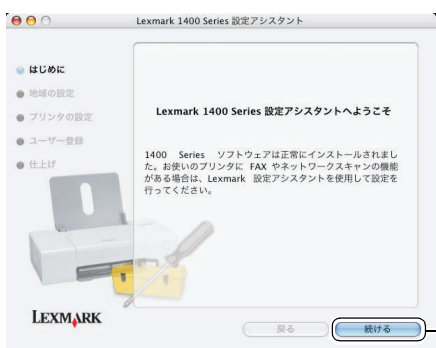 Lexmark 1400 Series 設定アシスタント
はじめに
地域の設定
プリンタの設定
ユーザー登録
仕上げ
Lexmark 1400 Series 設定アシスタントへようこそ
1400 Series ソフトウェアは正常にインストールされまし
た。お使いのプリンタに FAX やネットワークスキャンの機能
がある場合は、Lexmark 設定アシスタントを使用して設定を
行ってください。
LEXMARK
戻る
続ける